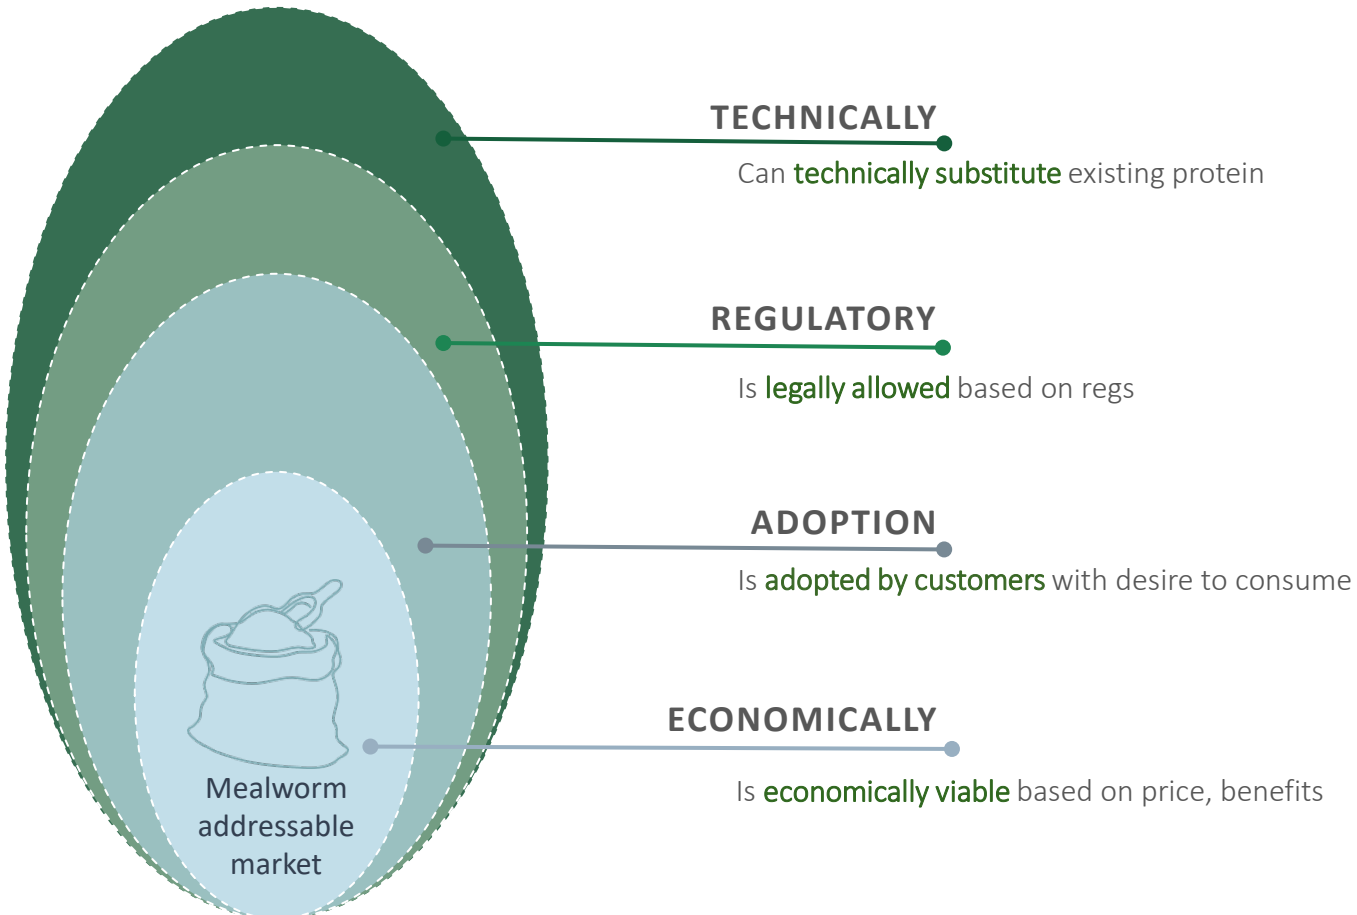 TECHNICALLY
Can technically substitute existing protein
REGULATORY
Is legally allowed based on regs
ADOPTION
Is adopted by customers with desire to consume
ECONOMICALLY
Is economically viable based on price, benefits
Mealworm
addressable
market